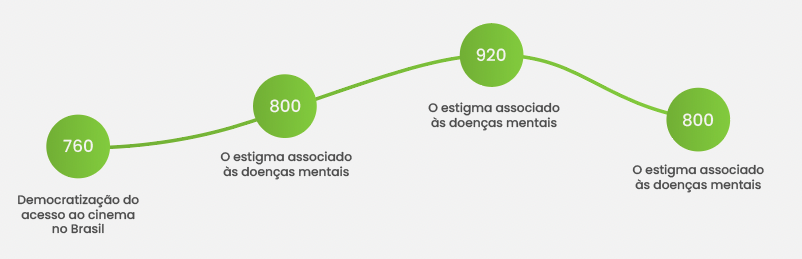 760
Democratização do
acesso ao cinema
no Brasil
800
O estigma associado
às doenças mentais
920
O estigma associado
às doenças mentais
800
O estigma associado
às doenças mentais